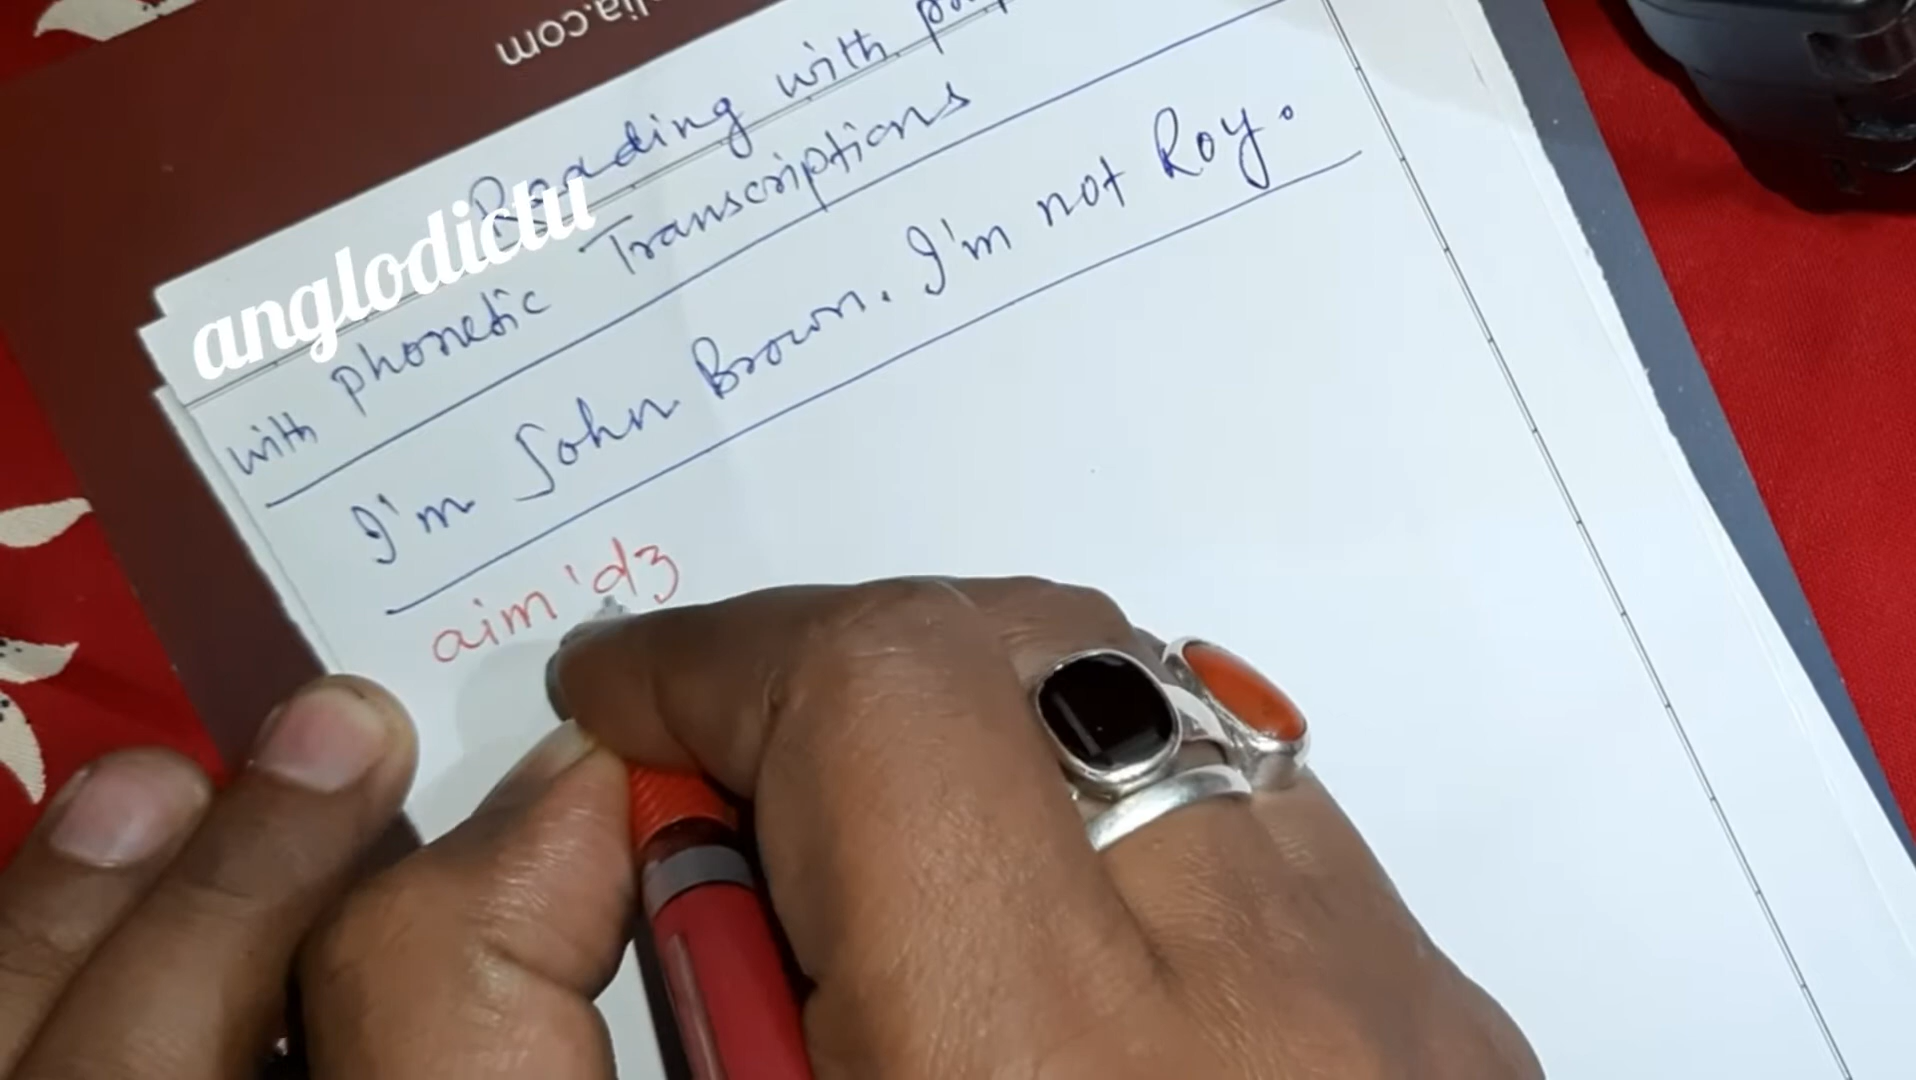 lia.com
Reading with
with phonetic Transcriptions
anglodictu
I'm John Brown. I'm not Roy.
aim 'dʒ